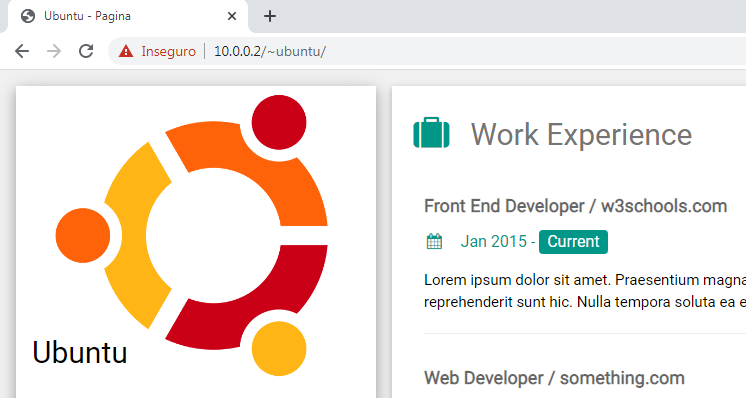 Ubuntu - Pagina
Inseguro | 10.0.0.2/~ubuntu/
Ubuntu
Work Experience
Front End Developer / w3schools.com
Jan 2015 - Current
Lorem ipsum dolor sit amet. Praesentium magna
reprehenderit sunt hic. Nulla tempora soluta ea e
Web Developer / something.com